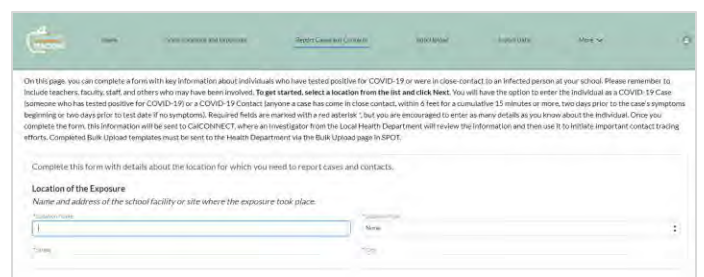 Home Report Cases and Contacts More
On this page, you can complete a form with key information about individuals who have tested positive for COVID-19 or were in close-contact to an infected person at your school. Please remember to
include teachers, faculty, staff, and others who may have been involved. To get started, select a location from the list and click Next. You will have the option to enter the individual as a COVID-19 Case
(someone who has tested positive for COVID-19) or a COVID-19 Contact (anyone a case has come in close contact, within 6 feet for a cumulative 15 minutes or more, two days prior to the case's symptoms
beginning or two days prior to test date if no symptoms). Required fields are marked with a red asterisk *, but you are encouraged to enter as many details as you know about the individual. Once you
complete the form, this information will be sent to CalCONNECT, where an investigator from the Local Health Department will review the information and then use it to initiate important contact tracing
efforts. Completed Bulk Upload templates must be sent to the Health Department via the Bulk Upload page in SPOT.
Complete this form with details about the location for which you need to report cases and contacts.
Location of the Exposure
Name and address of the school facility or site where the exposure took place.
None